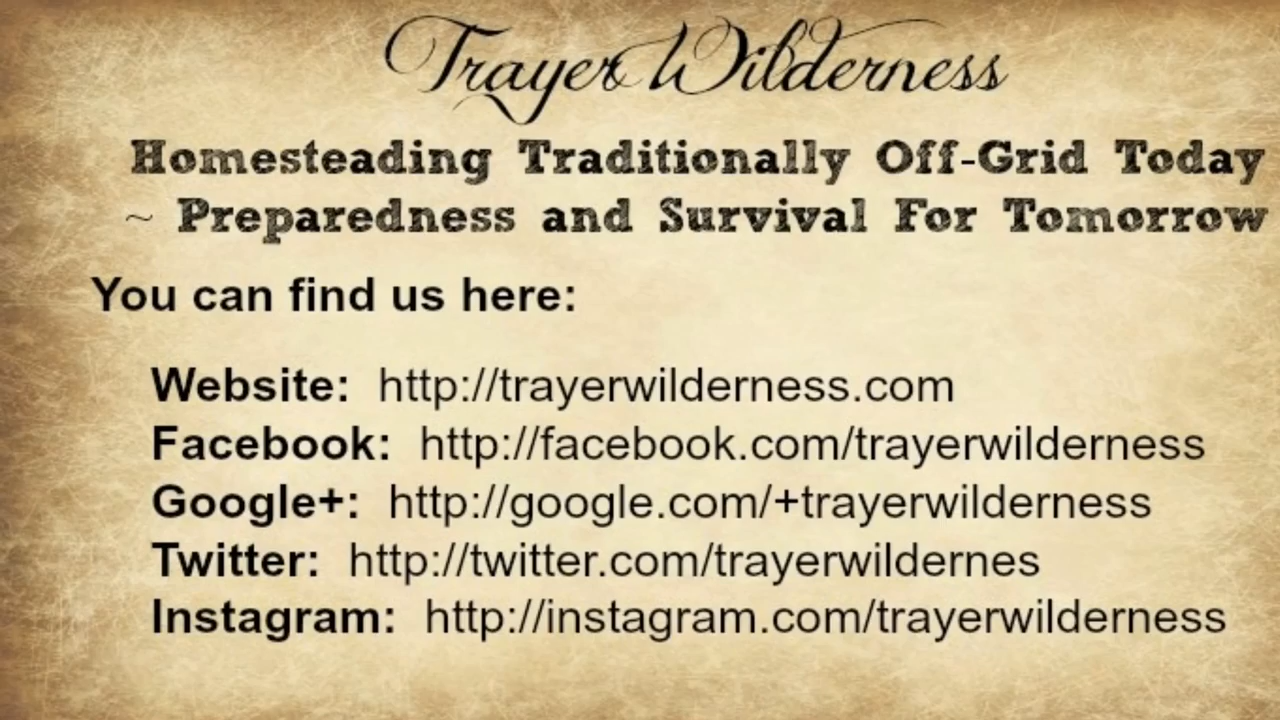 Trayer Wilderness
Homesteading Traditionally Off-Grid Today
~ Preparedness and Survival For Tomorrow
You can find us here:
Website: http://trayerwilderness.com
Facebook: http://facebook.com/trayerwilderness
Google+: http://google.com/+trayerwilderness
Twitter: http://twitter.com/trayerwildernes
Instagram: http://instagram.com/trayerwilderness